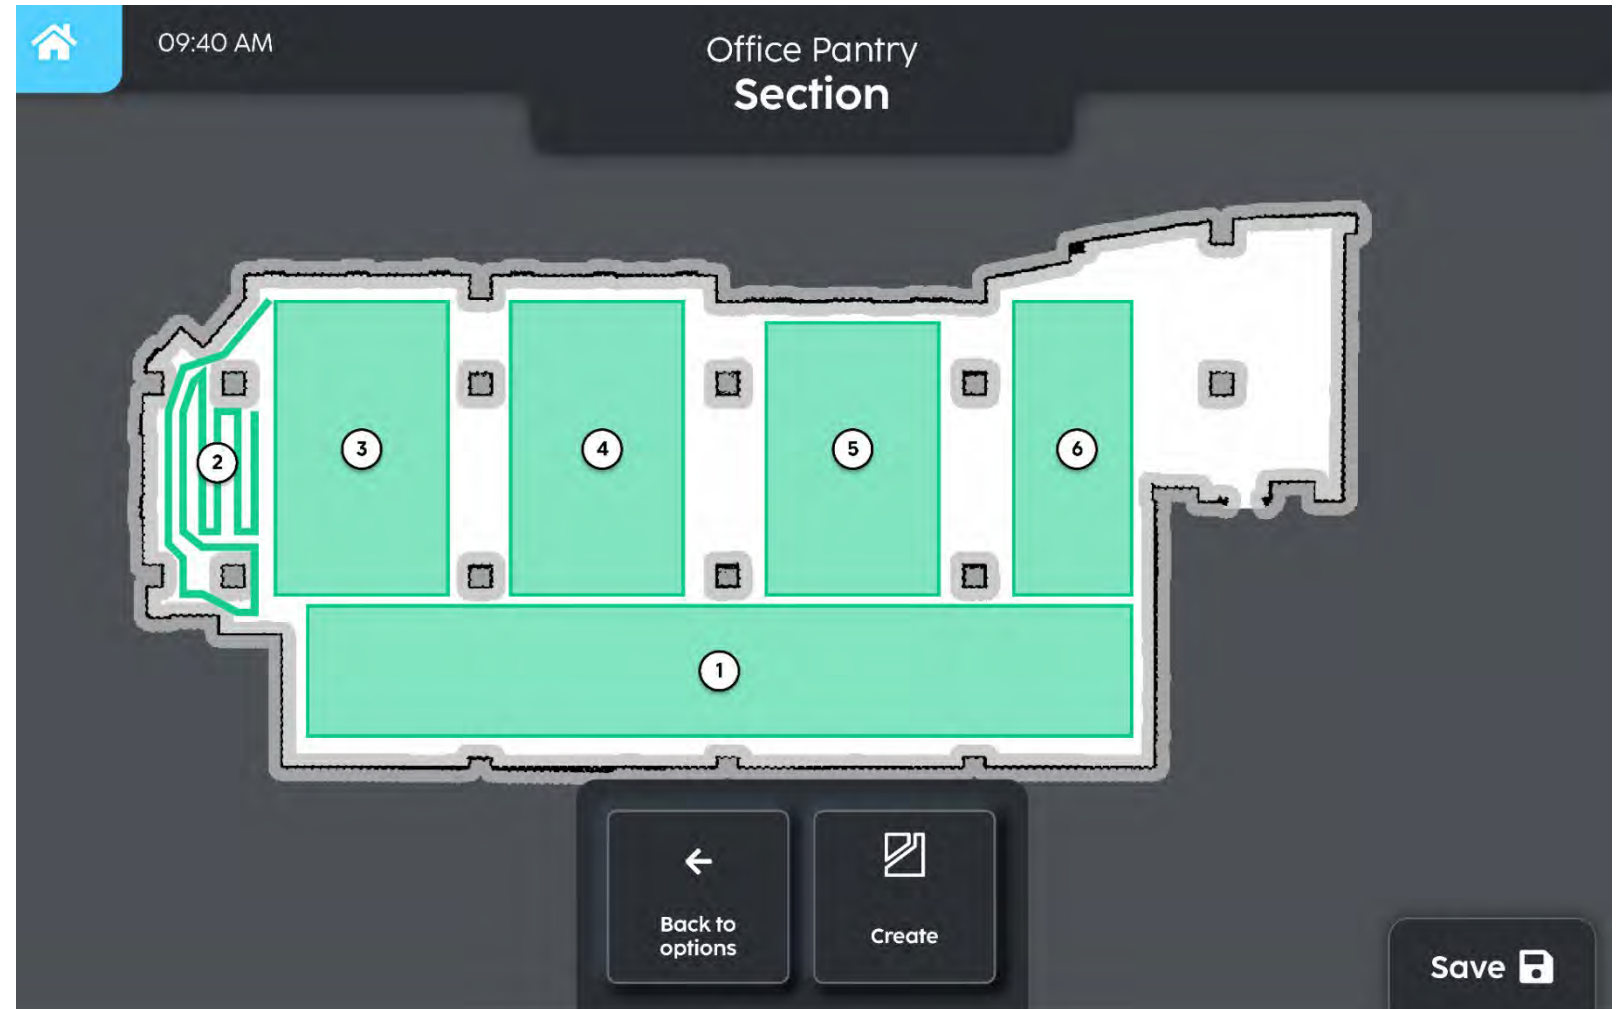 09:40 AM
Office Pantry
Section
3
4
5
6
2
1
Back to
options
Create
Save